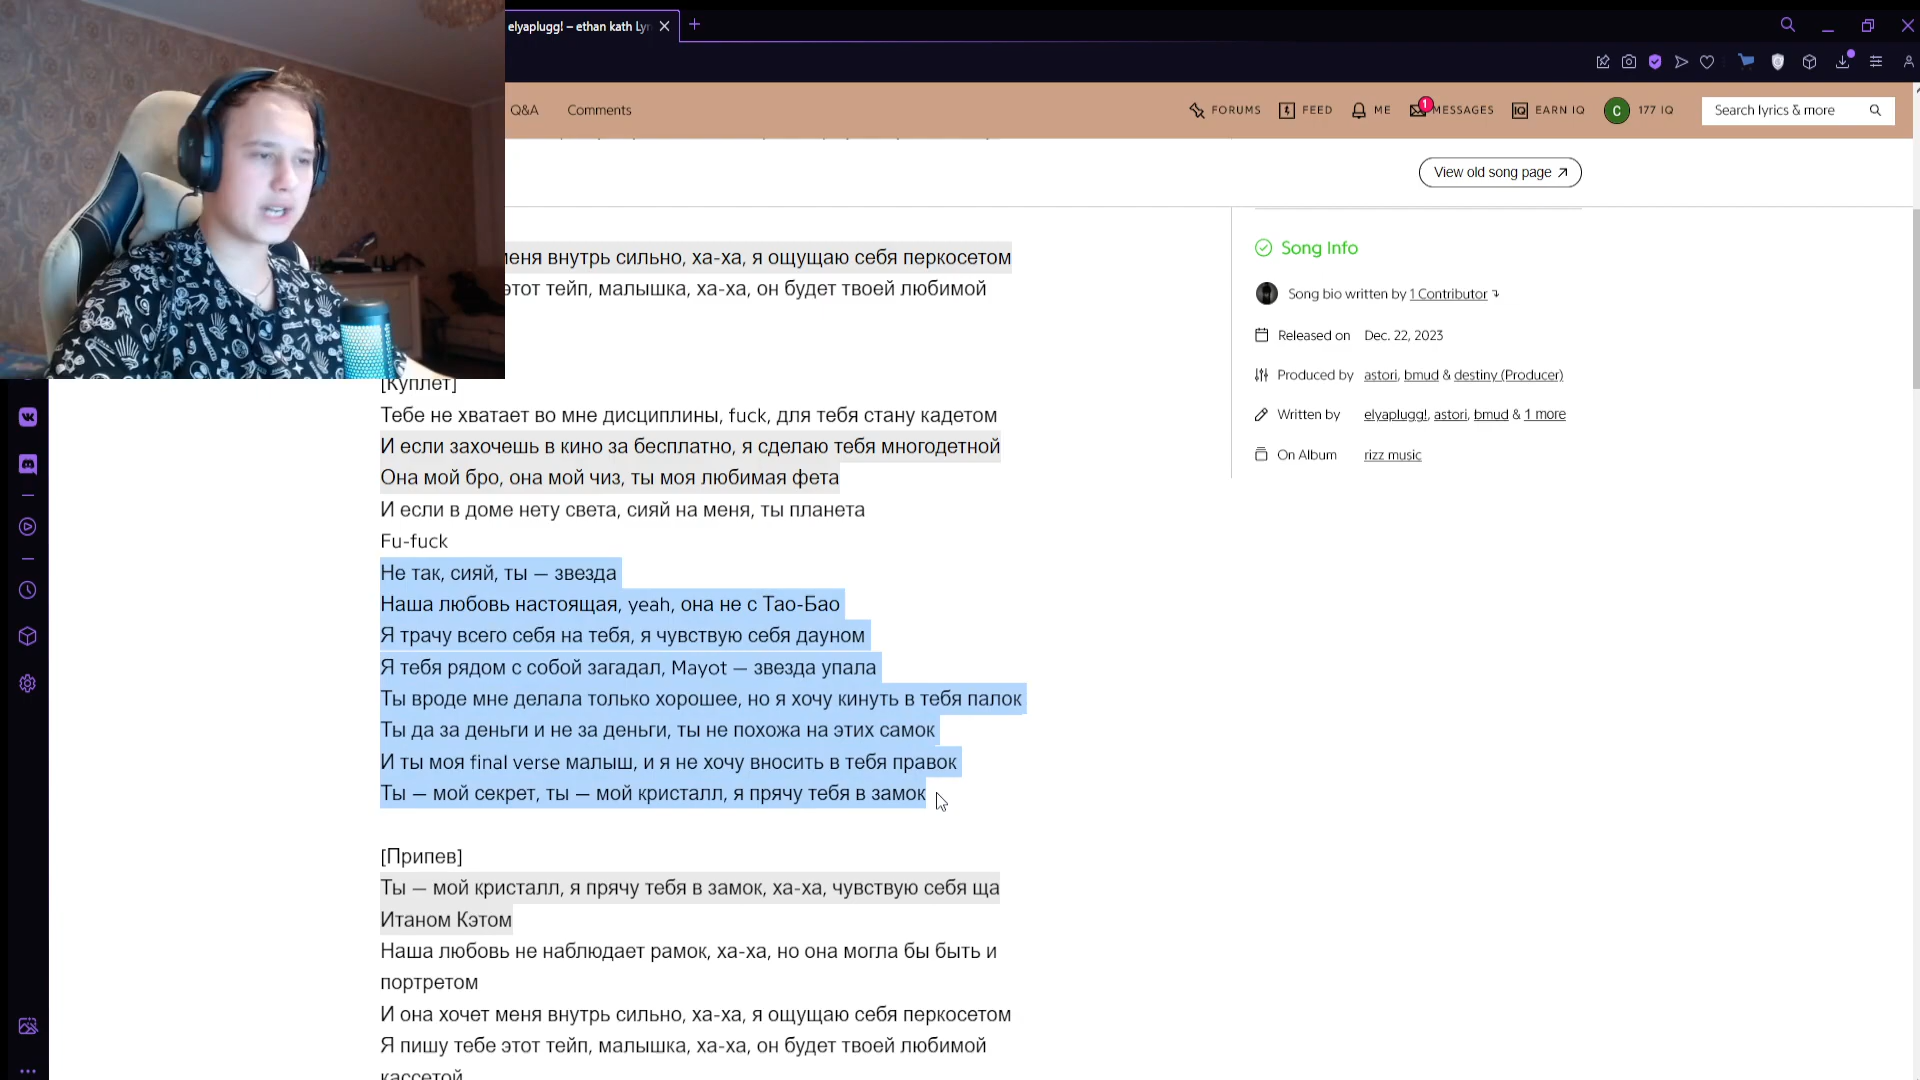 elyaplugg! – ethan kath Lyr
Q&A
Comments
FORUMS
FEED
ME
1
MESSAGES
EARN IQ
C
177 IQ
Search lyrics & more
View old song page
меня внутрь сильно, ха-ха, я ощущаю себя перкосетом
этот тейп, малышка, ха-ха, он будет твоей любимой
[Куплет]
Тебе не хватает во мне дисциплины, fuck, для тебя стану кадетом
И если захочешь в кино за бесплатно, я сделаю тебя многодетной
Она мой бро, она мой чиз, ты моя любимая фета
И если в доме нету света, сияй на меня, ты планета
Fu-fuck
Не так, сияй, ты — звезда
Наша любовь настоящая, yeah, она не с Тао-Бао
Я трачу всего себя на тебя, я чувствую себя дауном
Я тебя рядом с собой загадал, Mayot — звезда упала
Ты вроде мне делала только хорошее, но я хочу кинуть в тебя палок
Ты да за деньги и не за деньги, ты не похожа на этих самок
И ты моя final verse малыш, и я не хочу вносить в тебя правок
Ты — мой секрет, ты — мой кристалл, я прячу тебя в замок
[Припев]
Ты — мой кристалл, я прячу тебя в замок, ха-ха, чувствую себя ща
Итаном Кэтом
Наша любовь не наблюдает рамок, ха-ха, но она могла бы быть и
портретом
И она хочет меня внутрь сильно, ха-ха, я ощущаю себя перкосетом
Я пишу тебе этот тейп, малышка, ха-ха, он будет твоей любимой
кассетой
Song Info
Song bio written by 1 Contributor
Released on Dec. 22, 2023
Produced by astori, bmud & destiny (Producer)
Written by elyaplugg!, astori, bmud & 1 more
On Album rizz music